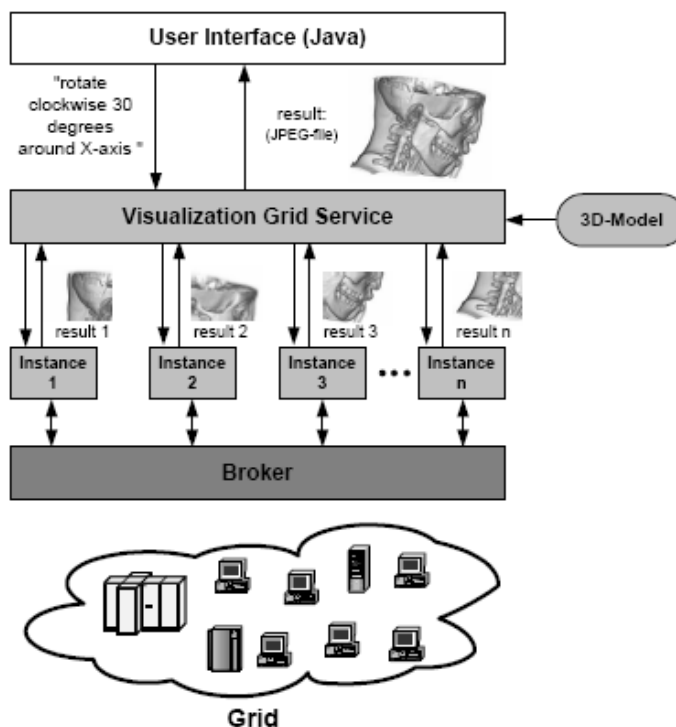 User Interface (Java)
"rotate
clockwise 30
degrees
around X-axis "
result:
(JPEG-file)
Visualization Grid Service
3D-Model
result 1
result 2
result 3
result n
Instance
1
Instance
2
Instance
3
•••
Instance
n
Broker
Grid